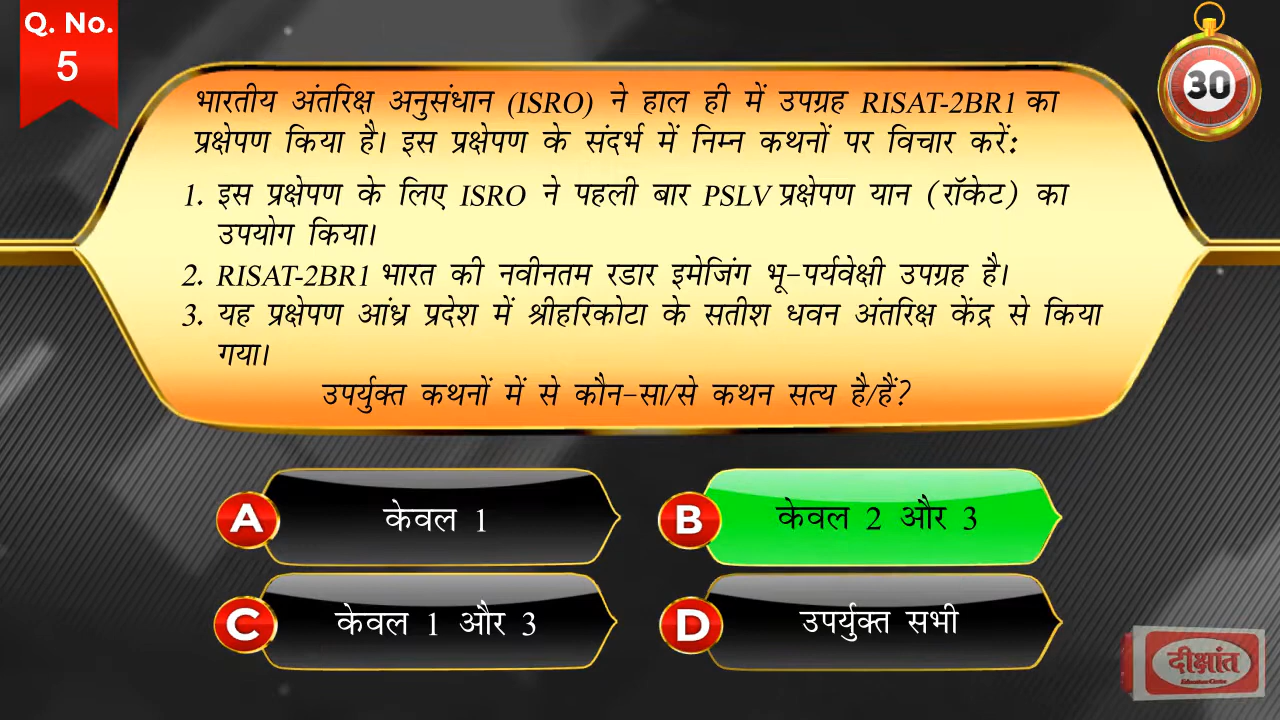 Q. No.
5
30
भारतीय अंतरिक्ष अनुसंधान (ISRO) ने हाल ही में उपग्रह RISAT-2BR1 का
प्रक्षेपण किया है। इस प्रक्षेपण के संदर्भ में निम्न कथनों पर विचार करें:
1. इस प्रक्षेपण के लिए ISRO ने पहली बार PSLV प्रक्षेपण यान (रॉकेट) का
उपयोग किया।
2. RISAT-2BR1 भारत की नवीनतम रडार इमेजिंग भू-पर्यवेक्षी उपग्रह है।
3. यह प्रक्षेपण आंध्र प्रदेश में श्रीहरिकोटा के सतीश धवन अंतरिक्ष केंद्र से किया
गया।
उपर्युक्त कथनों में से कौन-सा/से कथन सत्य है/हैं?
A केवल 1
B केवल 2 और 3
C केवल 1 और 3
D उपर्युक्त सभी
दीक्षांत
Education Centre